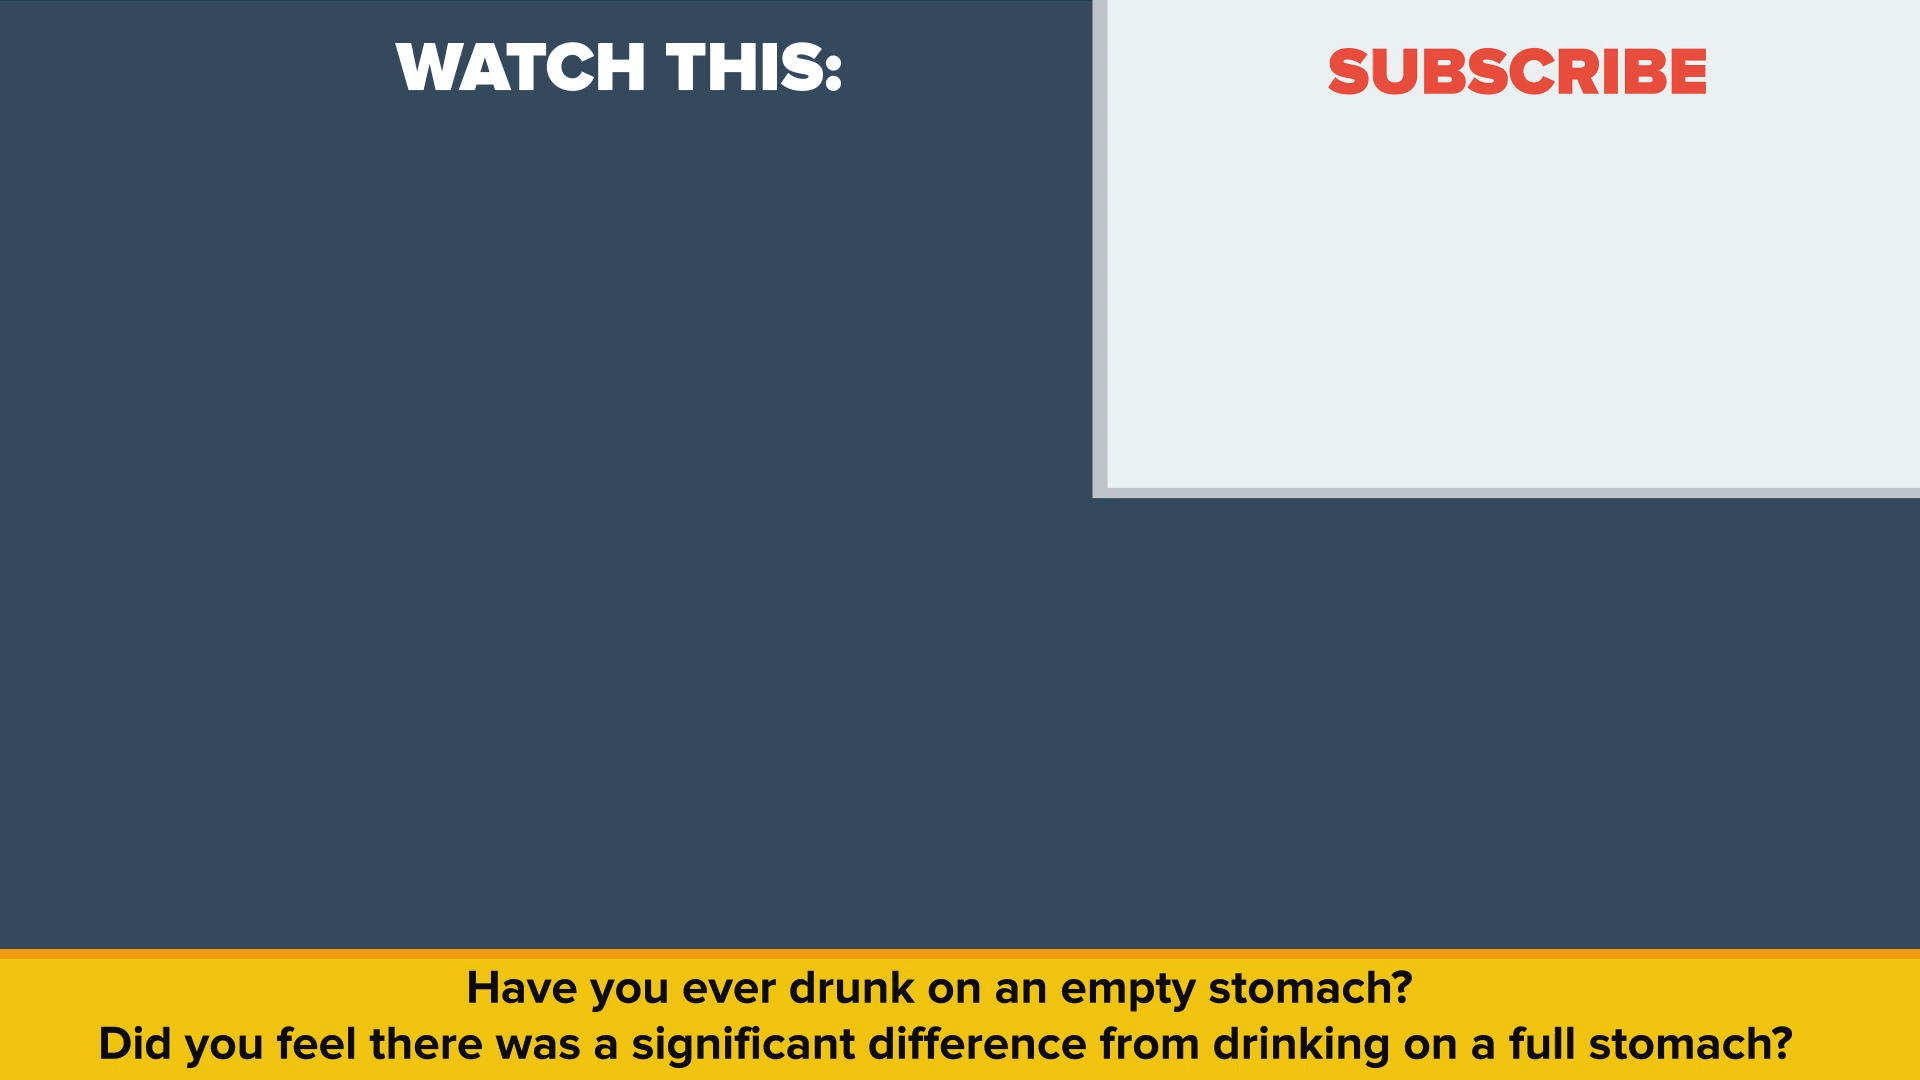 WATCH THIS:
SUBSCRIBE
Have you ever drunk on an empty stomach?
Did you feel there was a significant difference from drinking on a full stomach?